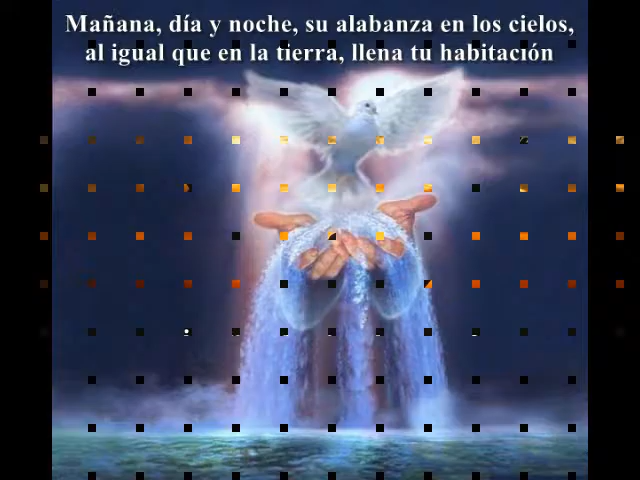 Mañana, día y noche, su alabanza en los cielos,
al igual que en la tierra, llena tu habitación